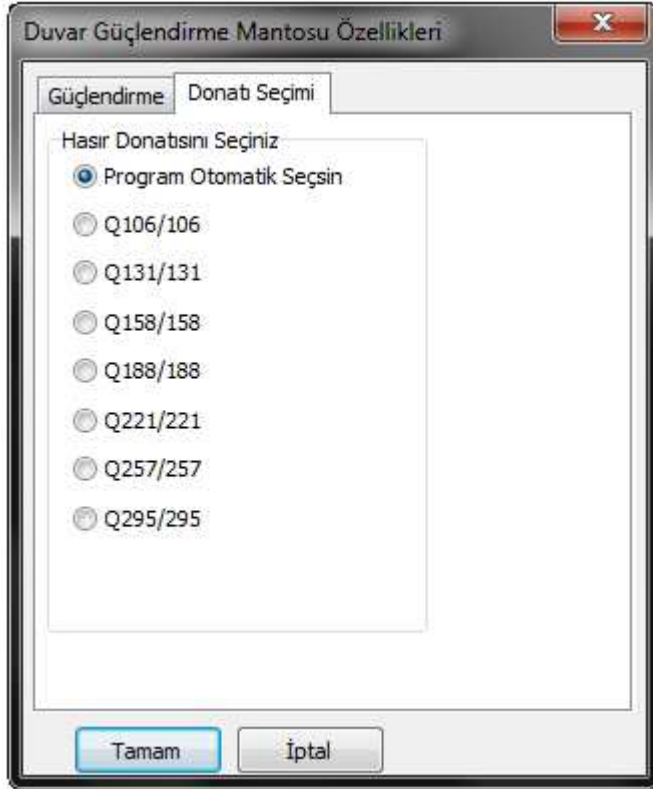 Duvar Güçlendirme Mantosu Özellikleri
Güçlendirme
Donatı Seçimi
Hasır Donatısını Seçiniz
Program Otomatik Seçsin
Q106/106
Q131/131
Q158/158
Q188/188
Q221/221
Q257/257
Q295/295
Tamam
İptal